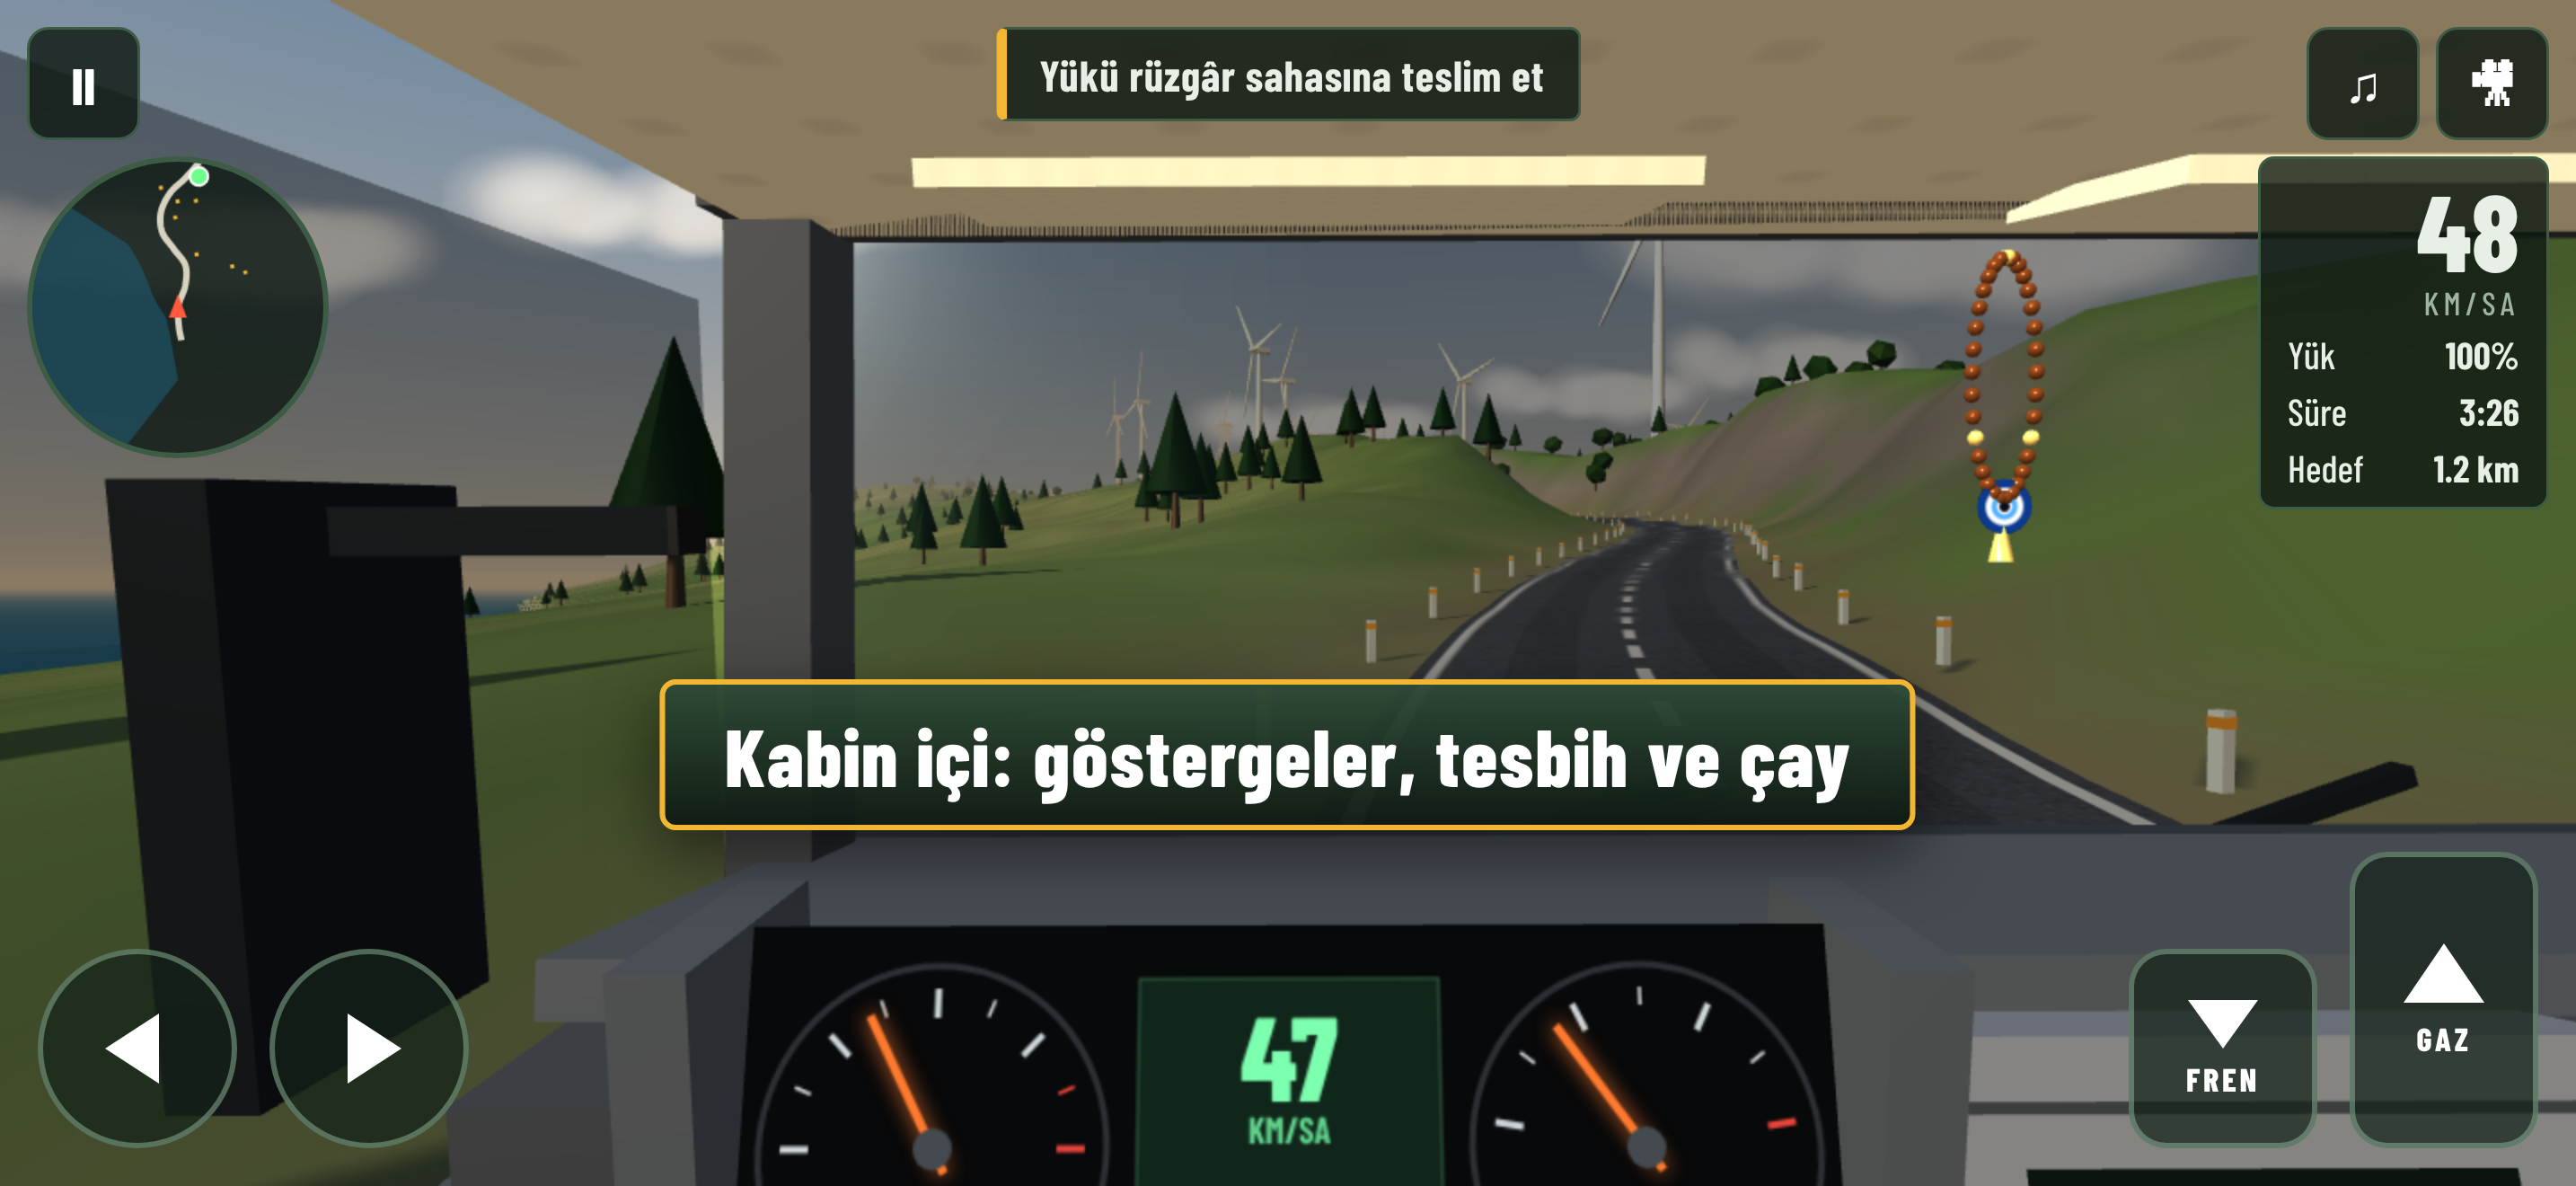 Yükü rüzgâr sahasına teslim et
48
KM/SA
Yük 100%
Süre 3:26
Hedef 1.2 km
Kabin içi: göstergeler, tesbih ve çay
47
KM/SA
FREN
GAZ